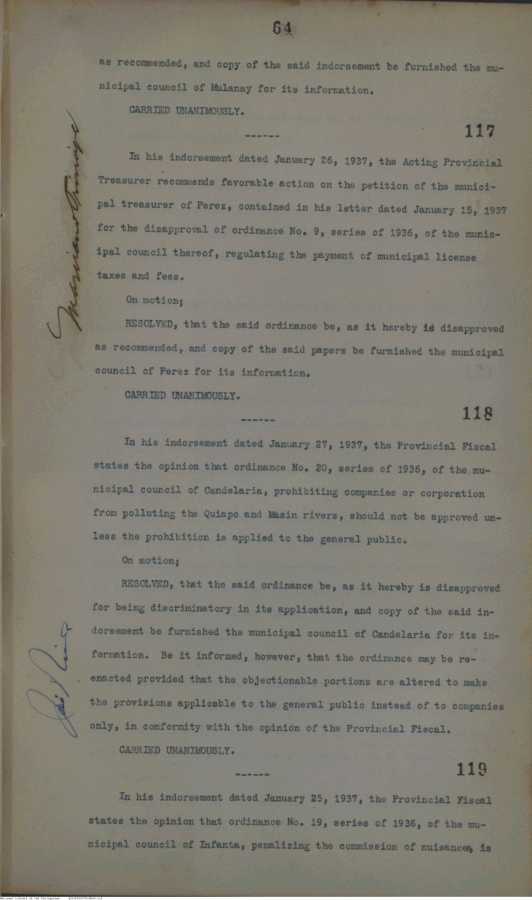 64
as recommended, and copy of the said indorsement be furnished the mu-
nicipal council of Mulanay for its information.
CARRIED UNANIMOUSLY.
------
117
In his indorsement dated January 26, 1937, the Acting Provincial
Treasurer recommends favorable action on the petition of the munici-
pal treasurer of Perez, contained in his letter dated January 15, 1937
for the disapproval of ordinance No. 9, series of 1936, of the munic-
ipal council thereof, regulating the payment of municipal license
taxes and fees.
On motion;
RESOLVED, that the said ordinance be, as it hereby is disapproved
as recommended, and copy of the said papers be furnished the municipal
council of Perez for its information.
CARRIED UNANIMOUSLY.
------
118
In his indorsement dated January 27, 1937, the Provincial Fiscal
states the opinion that ordinance No. 20, series of 1936, of the mu-
nicipal council of Candelaria, prohibiting companies or corporation
from polluting the Quiapo and Masin rivers, should not be approved un-
less the prohibition is applied to the general public.
On motion;
RESOLVED, that the said ordinance be, as it hereby is disapproved
for being discriminatory in its application, and copy of the said in-
dorsement be furnished the municipal council of Candelaria for its in-
formation. Be it informed, however, that the ordinance may be re-
enacted provided that the objectionable portions are altered to make
the provisions applicable to the general public instead of to companies
only, in conformity with the opinion of the Provincial Fiscal.
CARRIED UNANIMOUSLY.
------
119
In his indorsement dated January 25, 1937, the Provincial Fiscal
states the opinion that ordinance No. 19, series of 1936, of the mu-
nicipal council of Infanta, penalizing the commission of nuisance, is